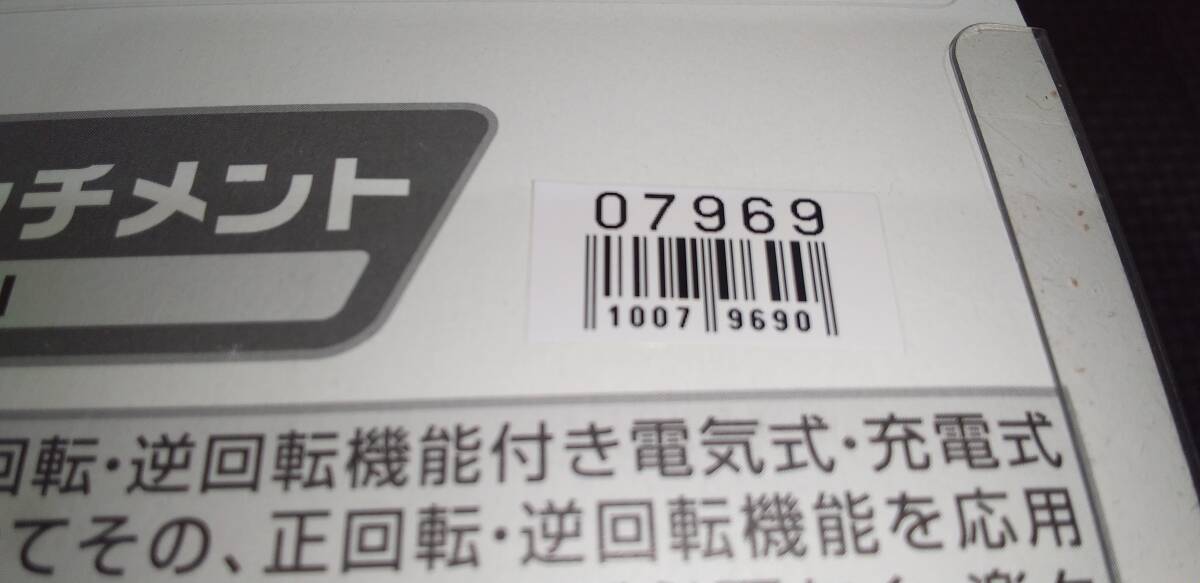 ッチメント
07969
1007 9690
回転・逆回転機能付き電気式・充電式
てその、正回転・逆回転機能を応用